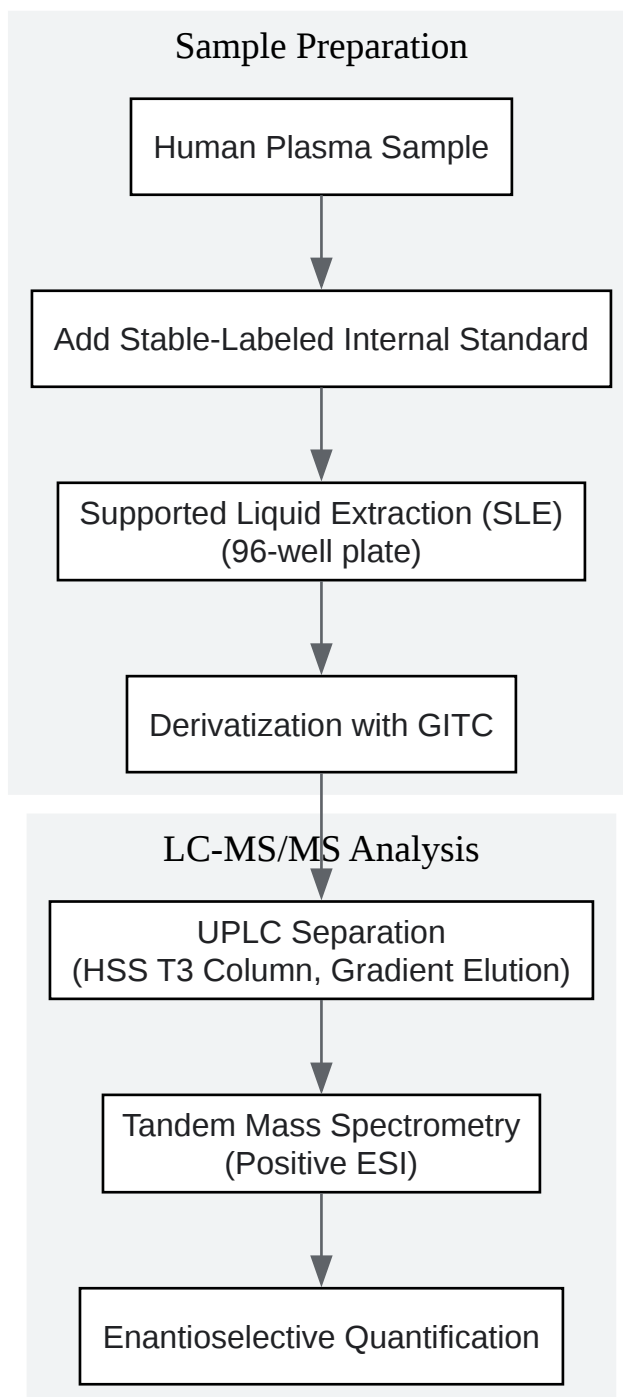 Sample Preparation
Human Plasma Sample
Add Stable-Labeled Internal Standard
Supported Liquid Extraction (SLE)
(96-well plate)
Derivatization with GITC
LC-MS/MS Analysis
UPLC Separation
(HSS T3 Column, Gradient Elution)
Tandem Mass Spectrometry
(Positive ESI)
Enantioselective Quantification